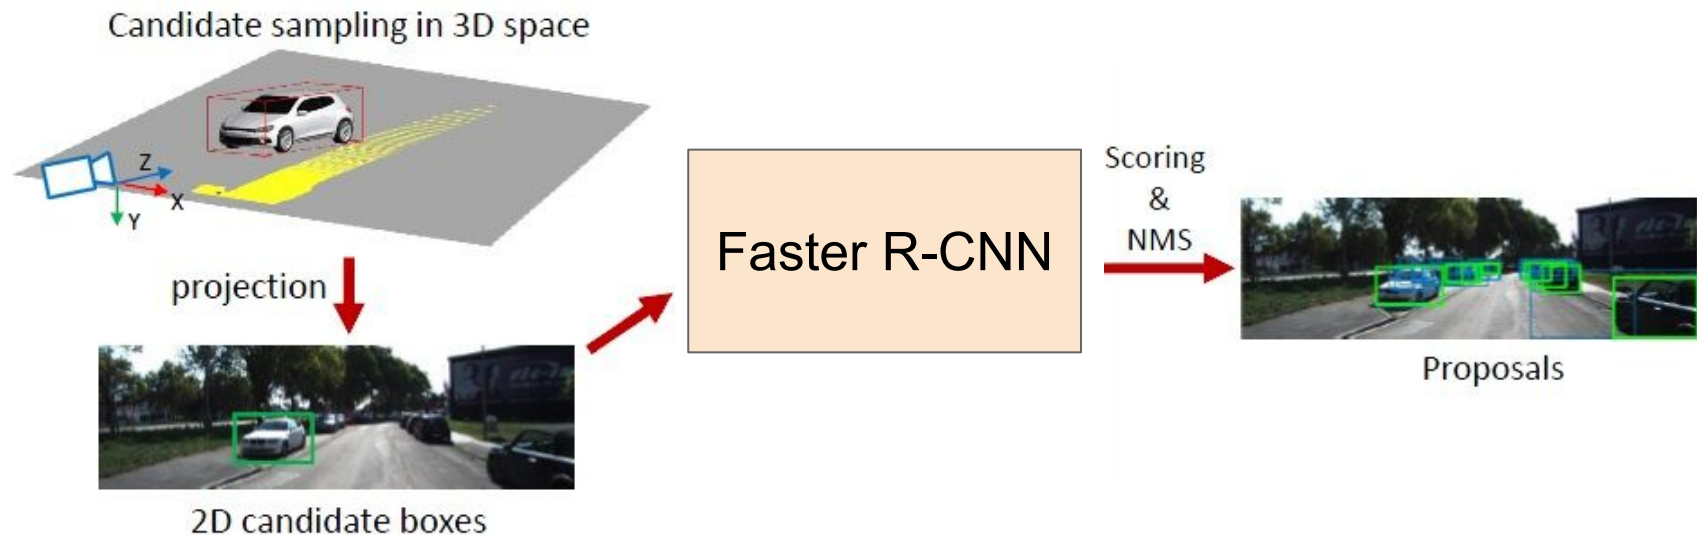 Candidate sampling in 3D space
Z
X
Y
projection
2D candidate boxes
Faster R-CNN
Scoring
&
NMS
Proposals